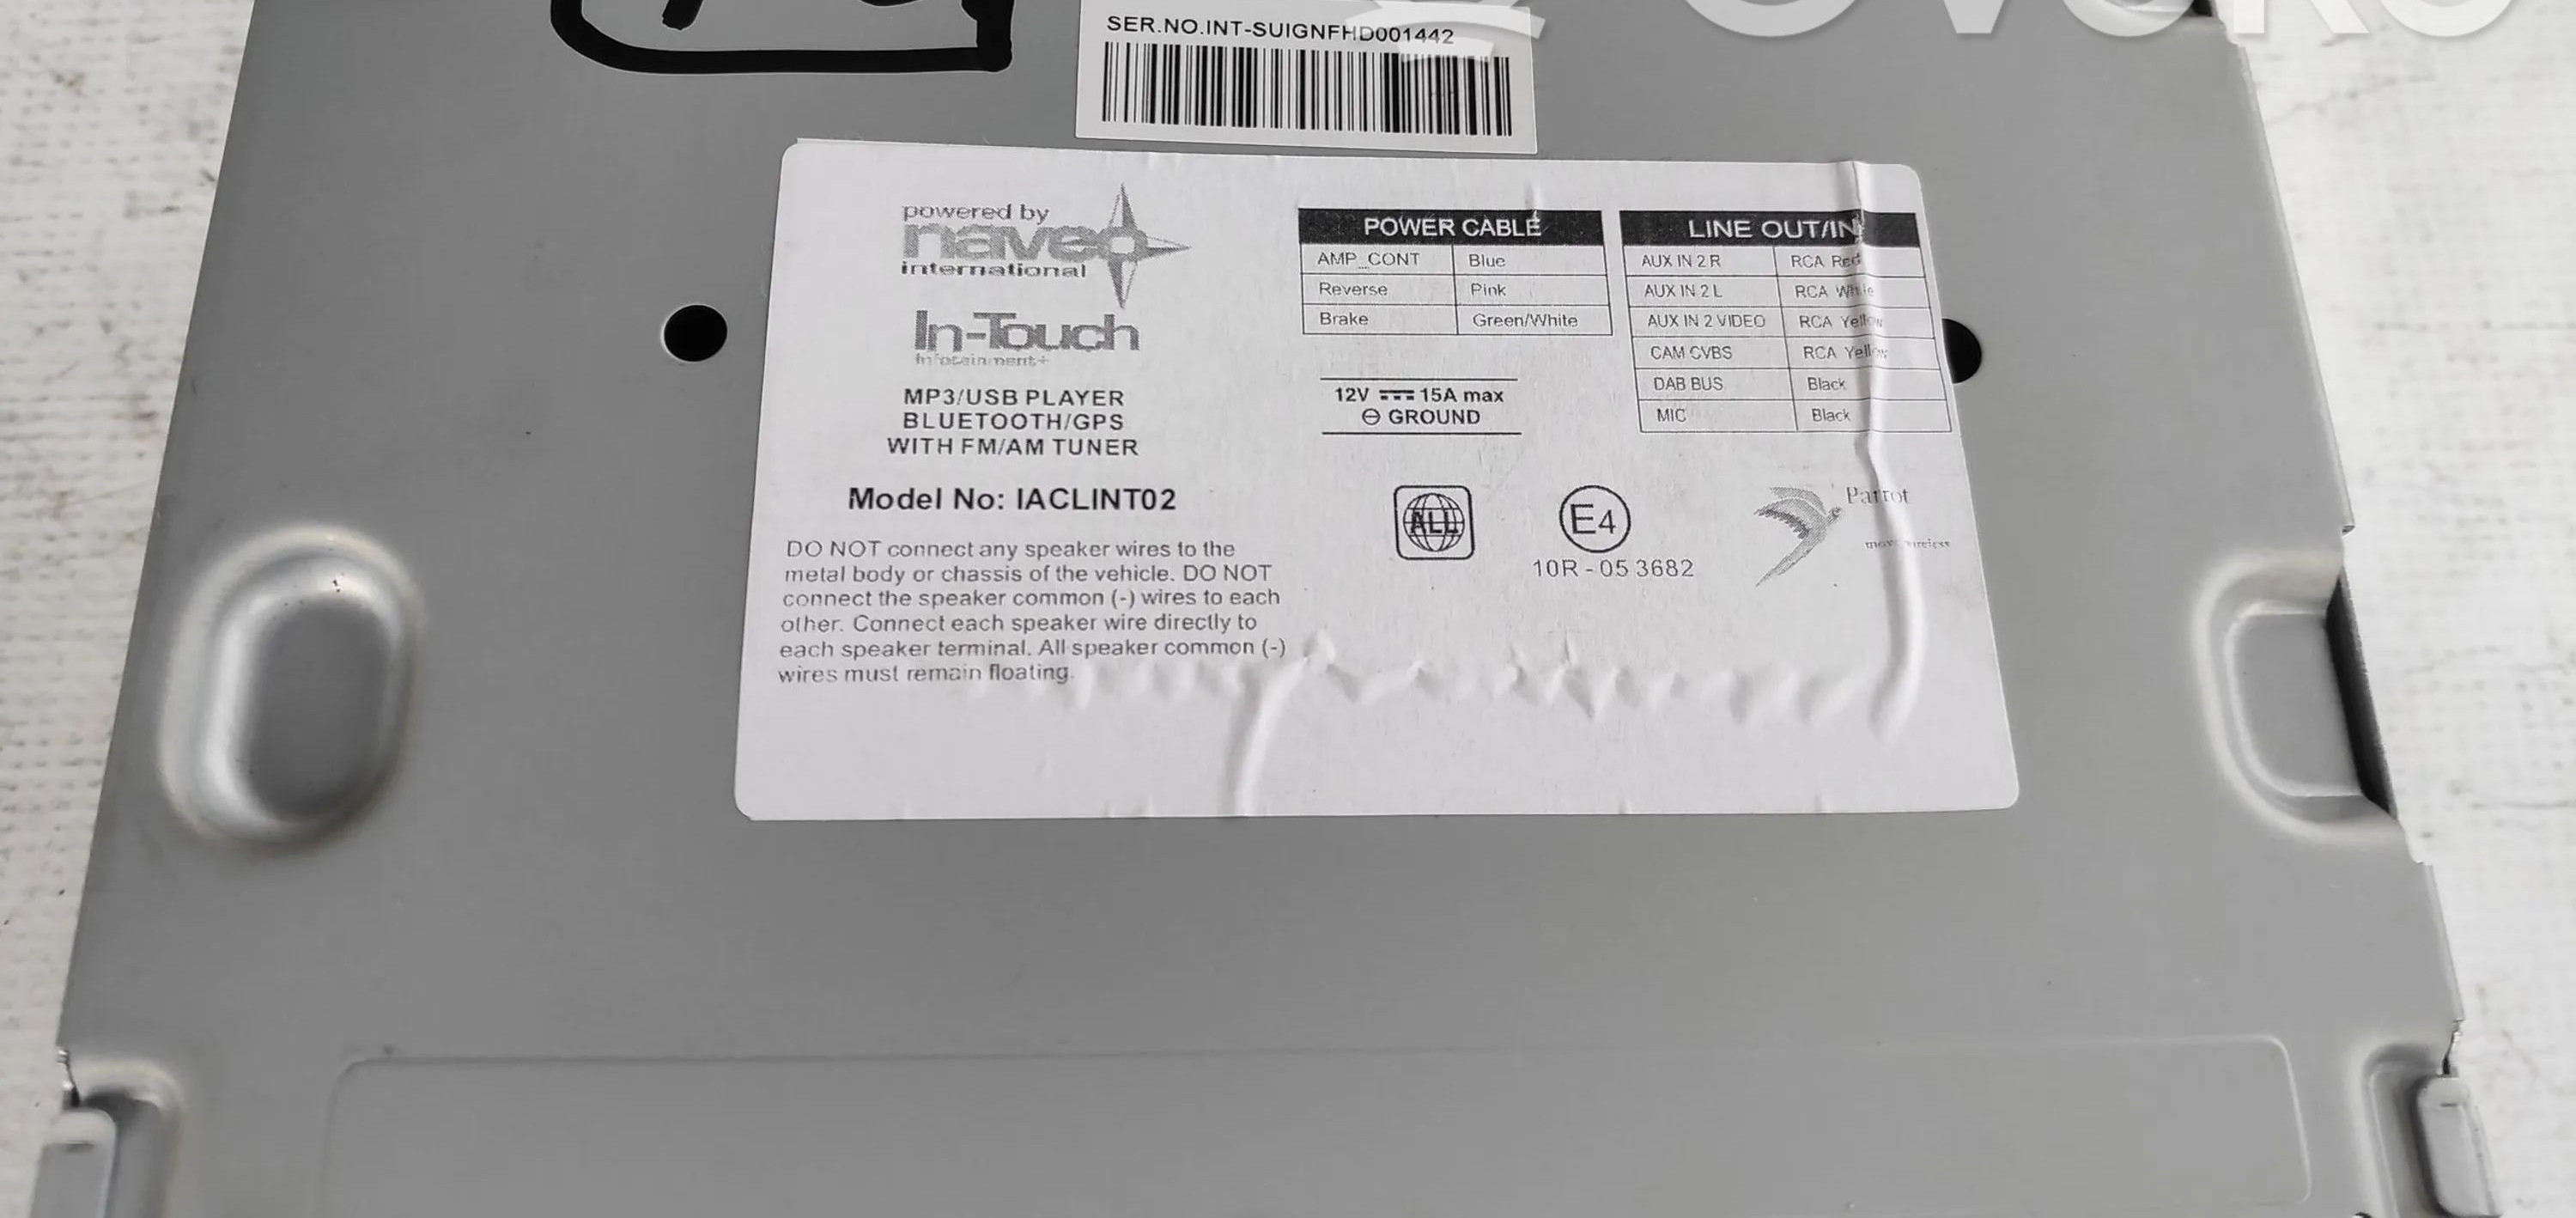 SER.NO.INT-SUIGNFHD001442
powered by
naveo
international
In-Touch
Infotainment+
MP3/USB PLAYER
BLUETOOTH/GPS
WITH FM/AM TUNER
Model No: IACLINT02
DO NOT connect any speaker wires to the
metal body or chassis of the vehicle. DO NOT
connect the speaker common (-) wires to each
other. Connect each speaker wire directly to
each speaker terminal. All speaker common (-)
wires must remain floating.
POWER CABLE
AMP_CONT Blue
Reverse Pink
Brake Green/White
12V 15A max
GROUND
LINE OUT/IN
AUX IN 2 R RCA Red
AUX IN 2 L RCA White
AUX IN 2 VIDEO RCA Yellow
CAM CVBS RCA Yellow
DAB BUS Black
MIC Black
ALL
E4
10R - 05 3682
Parrot